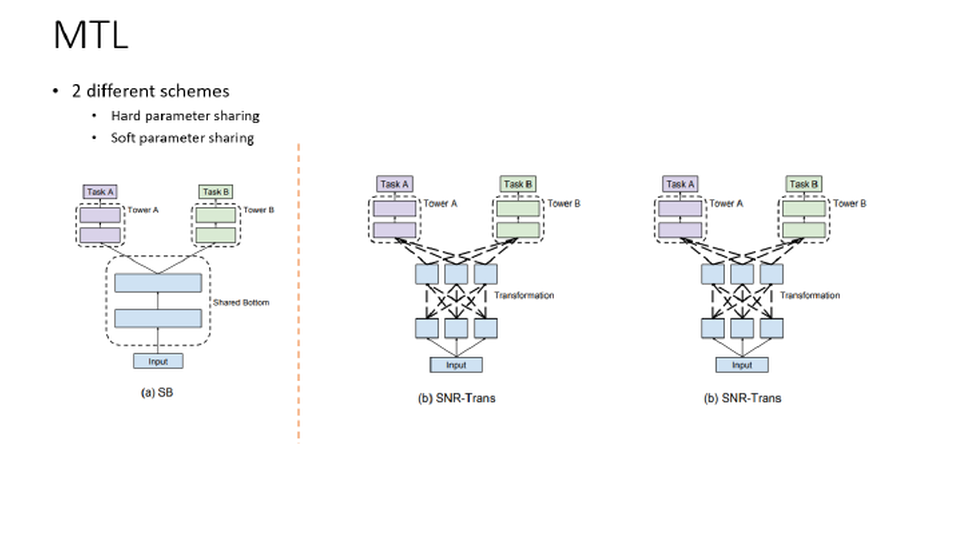 MTL
• 2 different schemes
• Hard parameter sharing
• Soft parameter sharing
Task A
Task B
Tower A
Tower B
Shared Bottom
Input
(a) SB
Task A
Task B
Tower A
Tower B
Transformation
Input
(b) SNR-Trans
Task A
Task B
Tower A
Tower B
Transformation
Input
(b) SNR-Trans